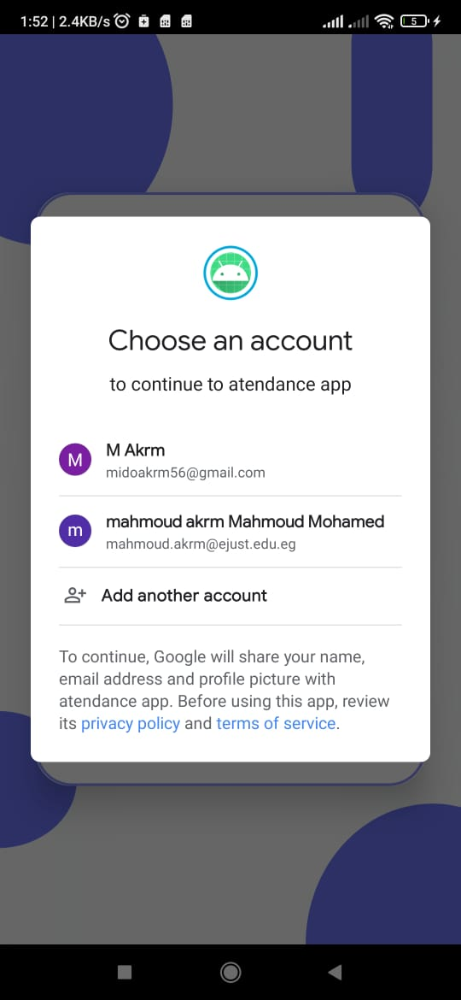 1:52 | 2.4KB/s 5
Choose an account
to continue to atendance app
M
M Akrm
midoakrm56@gmail.com
m
mahmoud akrm Mahmoud Mohamed
mahmoud.akrm@ejust.edu.eg
Add another account
To continue, Google will share your name,
email address and profile picture with
atendance app. Before using this app, review
its privacy policy and terms of service.